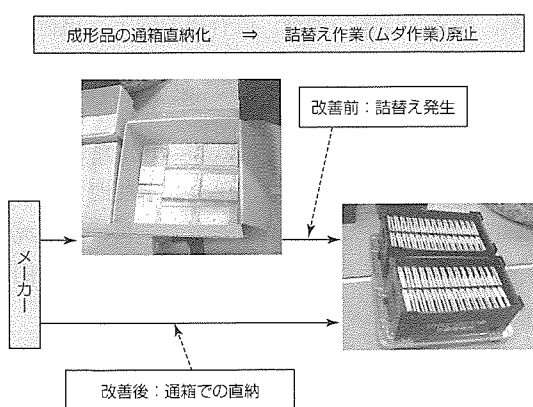 成形品の通箱直納化 ⇒ 詰替え作業(ムダ作業)廃止
改善前：詰替え発生
メーカー
改善後：通箱での直納